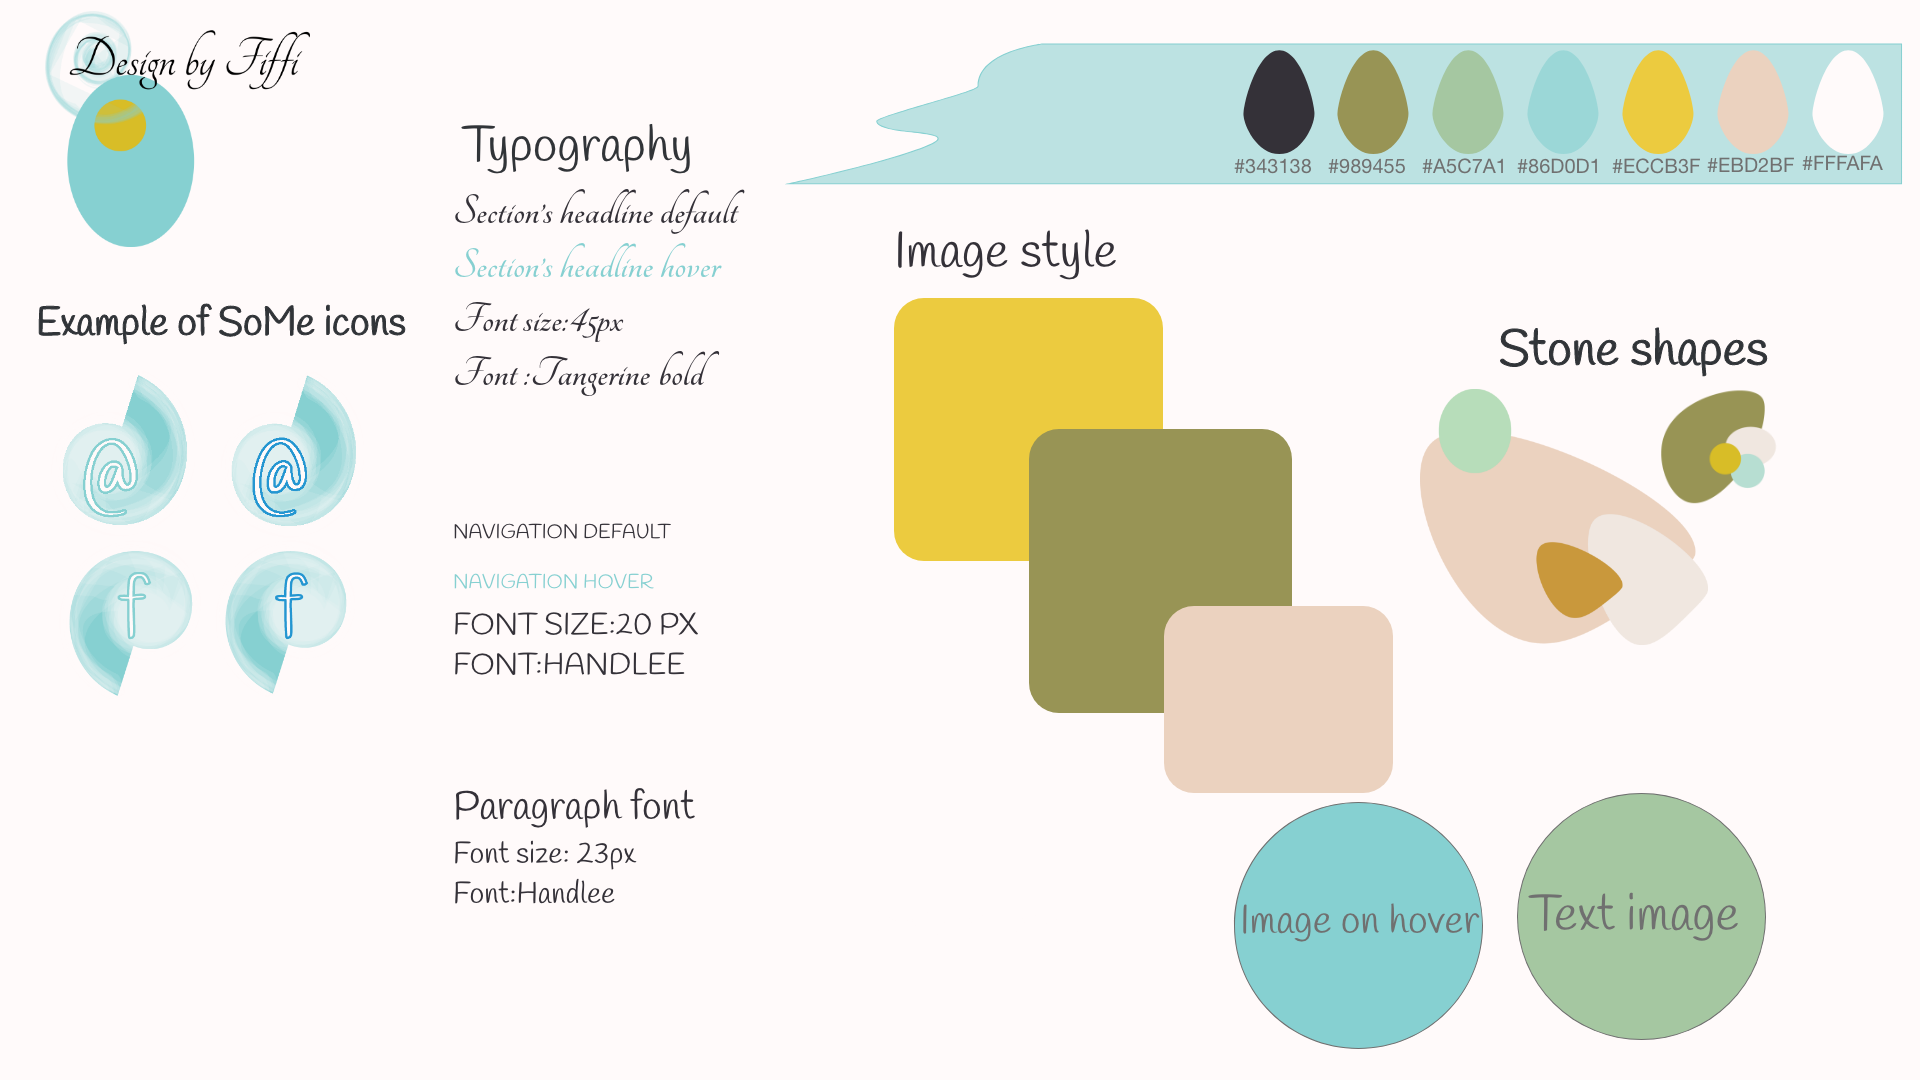 Design by Fiffi
#343138 #989455 #A5C7A1 #86D0D1 #ECCB3F #EBD2BF #FFFAFA
Example of SoMe icons
@
@
f
f
Typography
Section's headline default
Section's headline hover
Font size:45px
Font :Tangerine bold
NAVIGATION DEFAULT
NAVIGATION HOVER
FONT SIZE:20 PX
FONT:HANDLEE
Paragraph font
Font size: 23px
Font:Handlee
Image style
Stone shapes
Image on hover
Text image